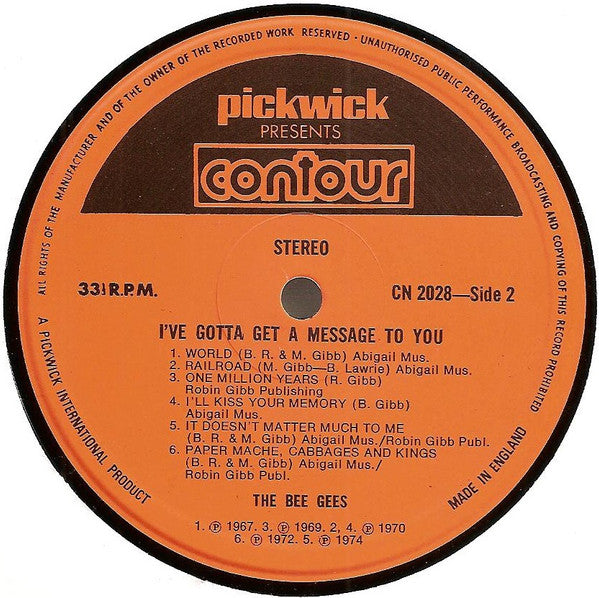 ALL RIGHTS OF THE MANUFACTURER AND OF THE OWNER OF THE RECORDED WORK RESERVED · UNAUTHORISED PUBLIC PERFORMANCE BROADCASTING AND COPYING OF THIS RECORD PROHIBITED
pickwick
PRESENTS
contour
STEREO
33⅓ R.P.M.
CN 2028—Side 2
I'VE GOTTA GET A MESSAGE TO YOU
1. WORLD (B. R. & M. Gibb) Abigail Mus.
2. RAILROAD (M. Gibb—B. Lawrie) Abigail Mus.
3. ONE MILLION YEARS (R. Gibb)
Robin Gibb Publishing
4. I'LL KISS YOUR MEMORY (B. Gibb)
Abigail Mus.
5. IT DOESN'T MATTER MUCH TO ME
(B. R. & M. Gibb) Abigail Mus./Robin Gibb Publ.
6. PAPER MACHE, CABBAGES AND KINGS
(B. R. & M. Gibb) Abigail Mus./
Robin Gibb Publ.
THE BEE GEES
1. ℗ 1967. 3. ℗ 1969. 2, 4. ℗ 1970
6. ℗ 1972. 5. ℗ 1974
A PICKWICK INTERNATIONAL PRODUCT
MADE IN ENGLAND